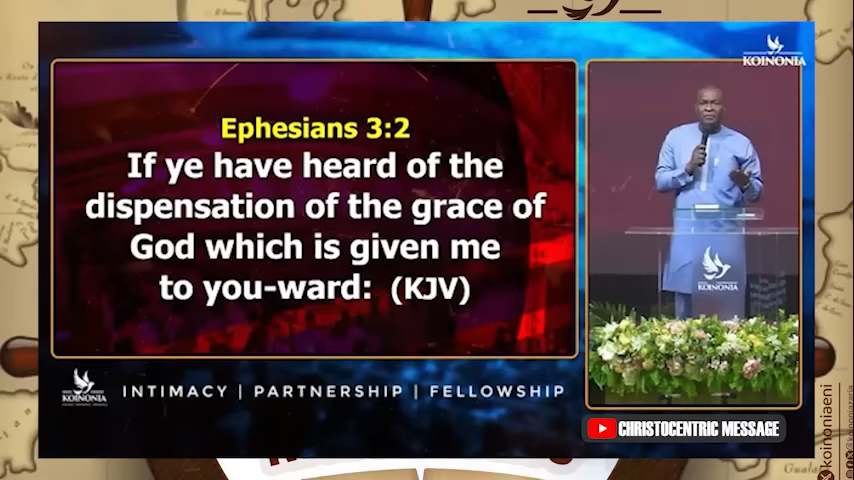 KOINONIA
Ephesians 3:2
If ye have heard of the
dispensation of the grace of
God which is given me
to you-ward: (KJV)
KOINONIA
KOINONIA
INTIMACY | PARTNERSHIP | FELLOWSHIP
CHRISTOCENTRIC MESSAGE
koinoniaeni